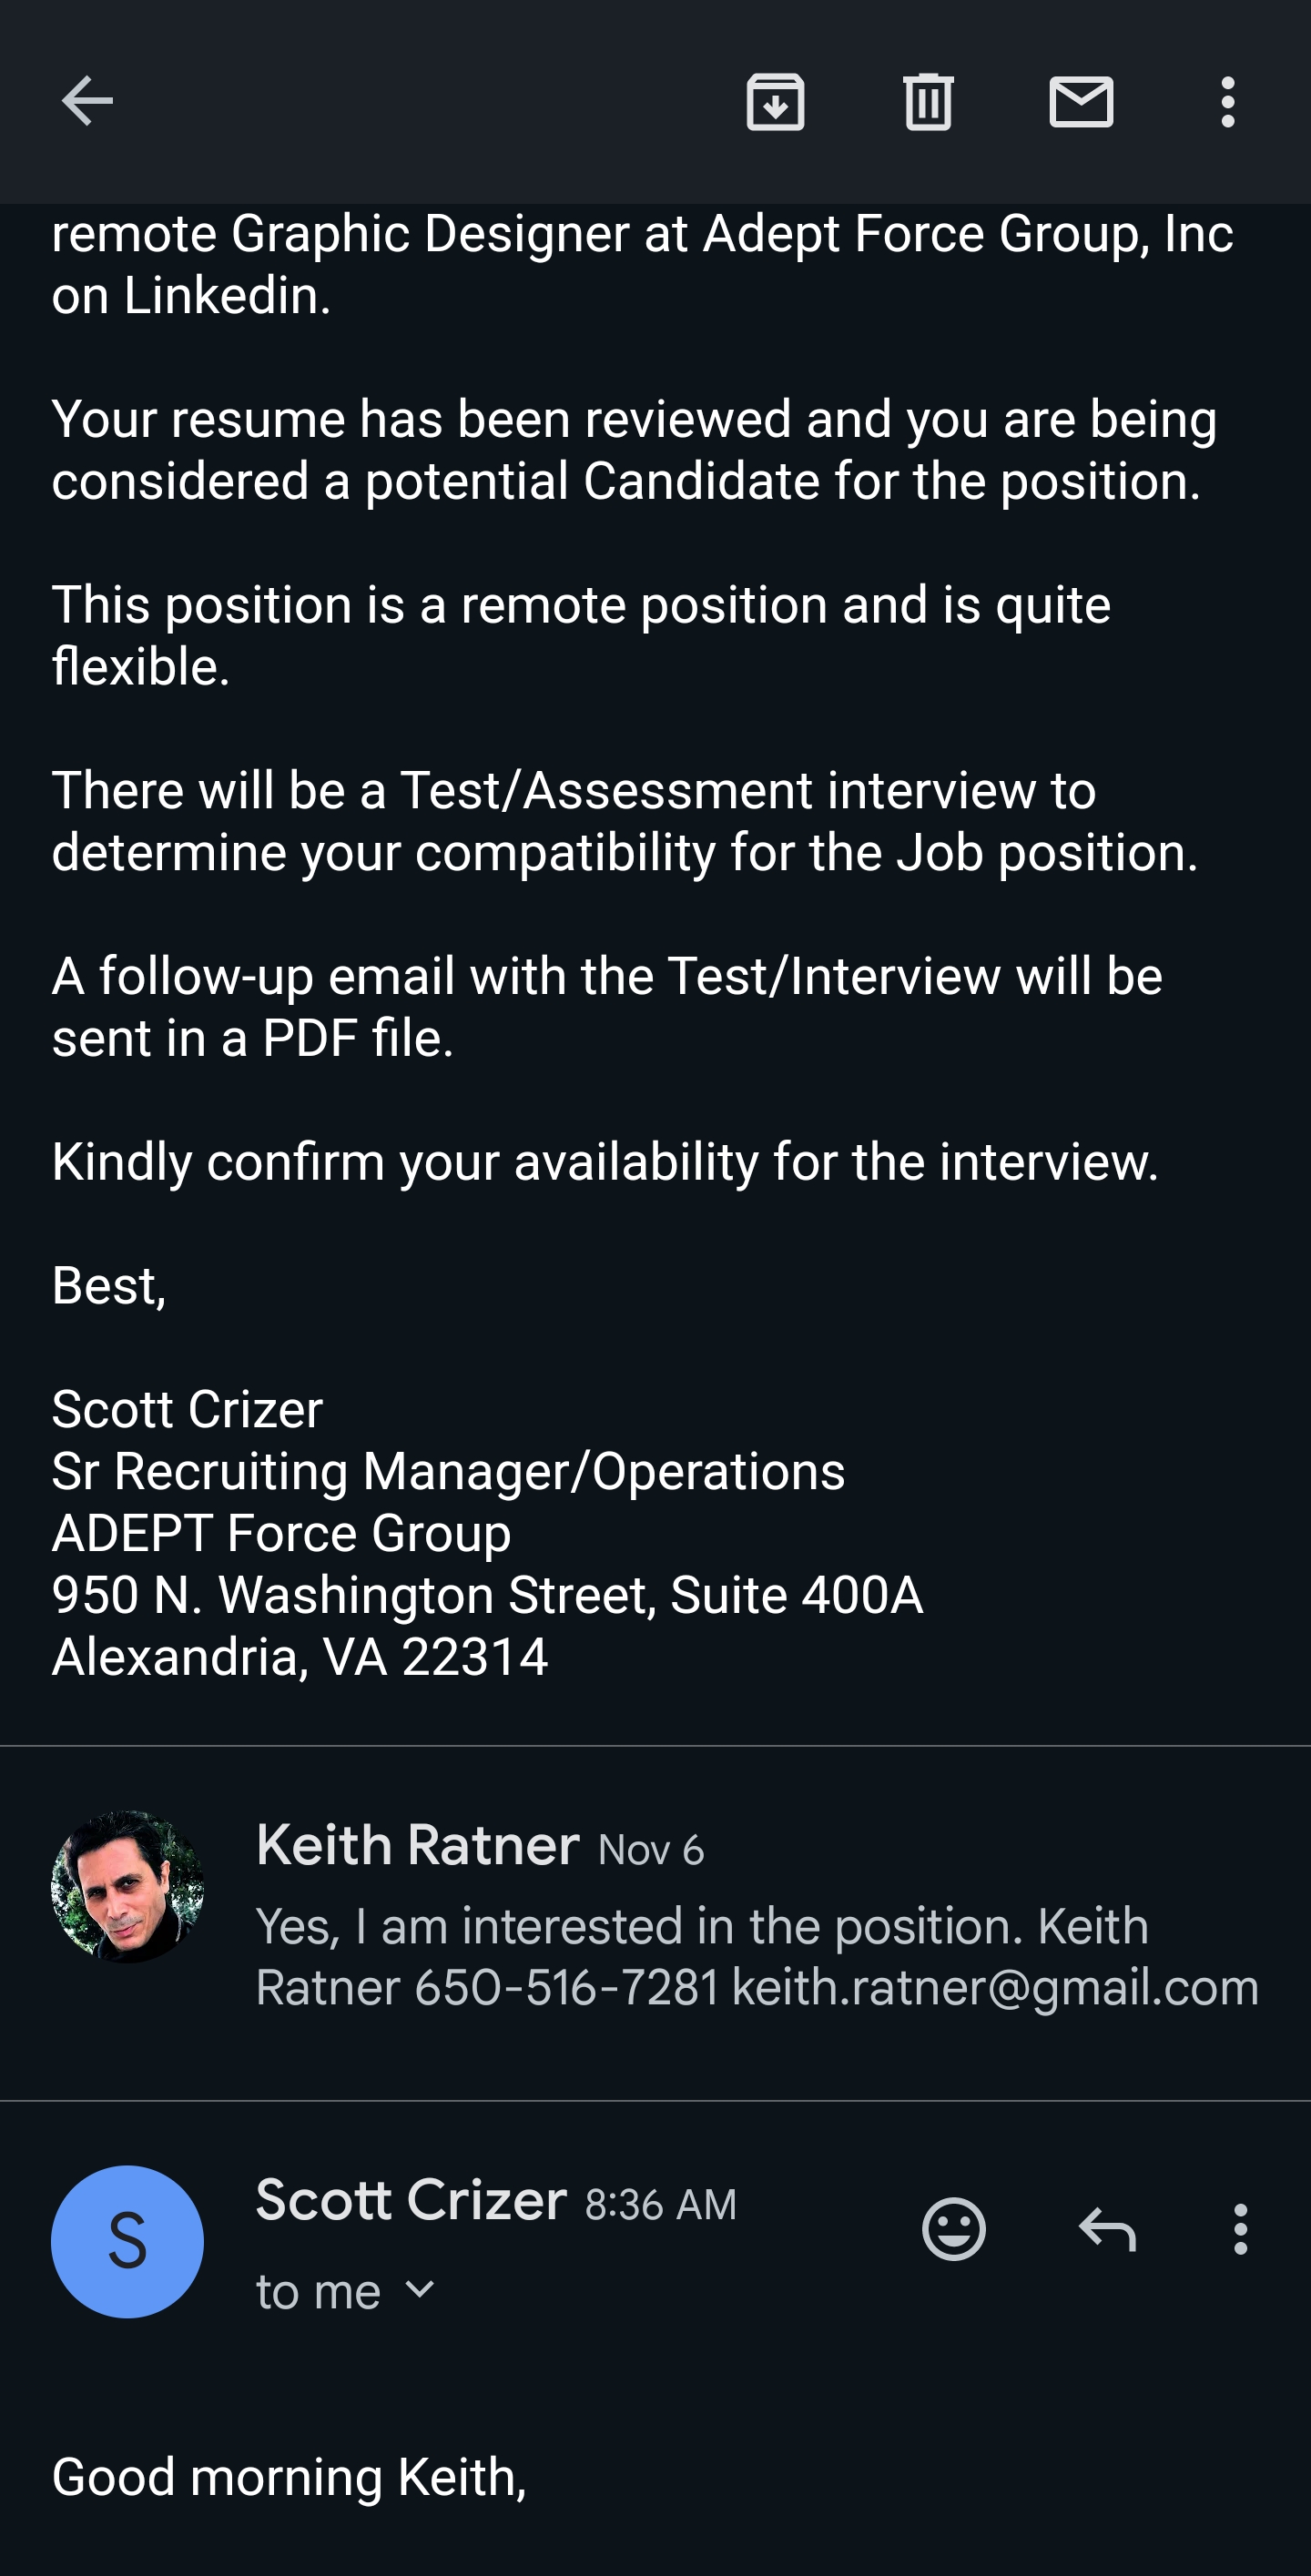 remote Graphic Designer at Adept Force Group, Inc
on Linkedin.
Your resume has been reviewed and you are being
considered a potential Candidate for the position.
This position is a remote position and is quite
flexible.
There will be a Test/Assessment interview to
determine your compatibility for the Job position.
A follow-up email with the Test/Interview will be
sent in a PDF file.
Kindly confirm your availability for the interview.
Best,
Scott Crizer
Sr Recruiting Manager/Operations
ADEPT Force Group
950 N. Washington Street, Suite 400A
Alexandria, VA 22314
Keith Ratner Nov 6
Yes, I am interested in the position. Keith
Ratner 650-516-7281 keith.ratner@gmail.com
S
Scott Crizer 8:36 AM
to me
Good morning Keith,